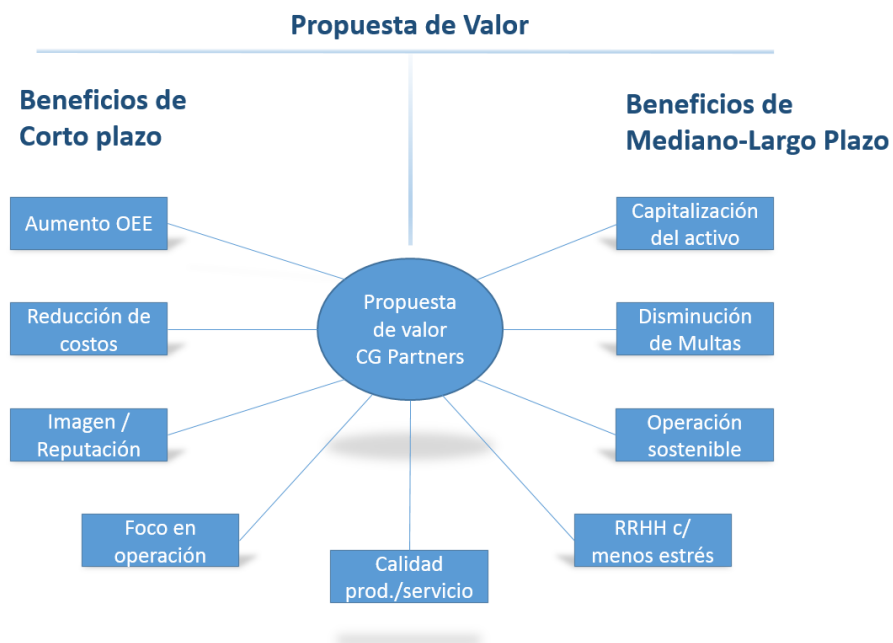 Propuesta de Valor
Beneficios de
Corto plazo
Beneficios de
Mediano-Largo Plazo
Aumento OEE
Reducción de
costos
Imagen /
Reputación
Foco en
operación
Propuesta
de valor
CG Partners
Calidad
prod./servicio
Capitalización
del activo
Disminución
de Multas
Operación
sostenible
RRHH c/
menos estrés